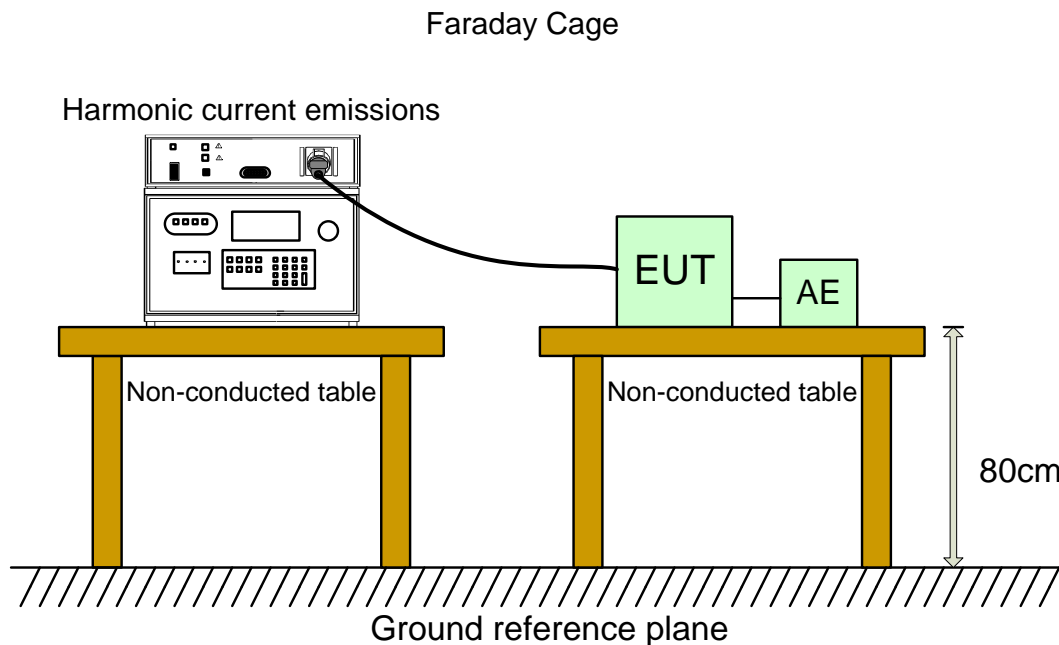 Faraday Cage
Harmonic current emissions
EUT
AE
Non-conducted table
Non-conducted table
80cm
Ground reference plane